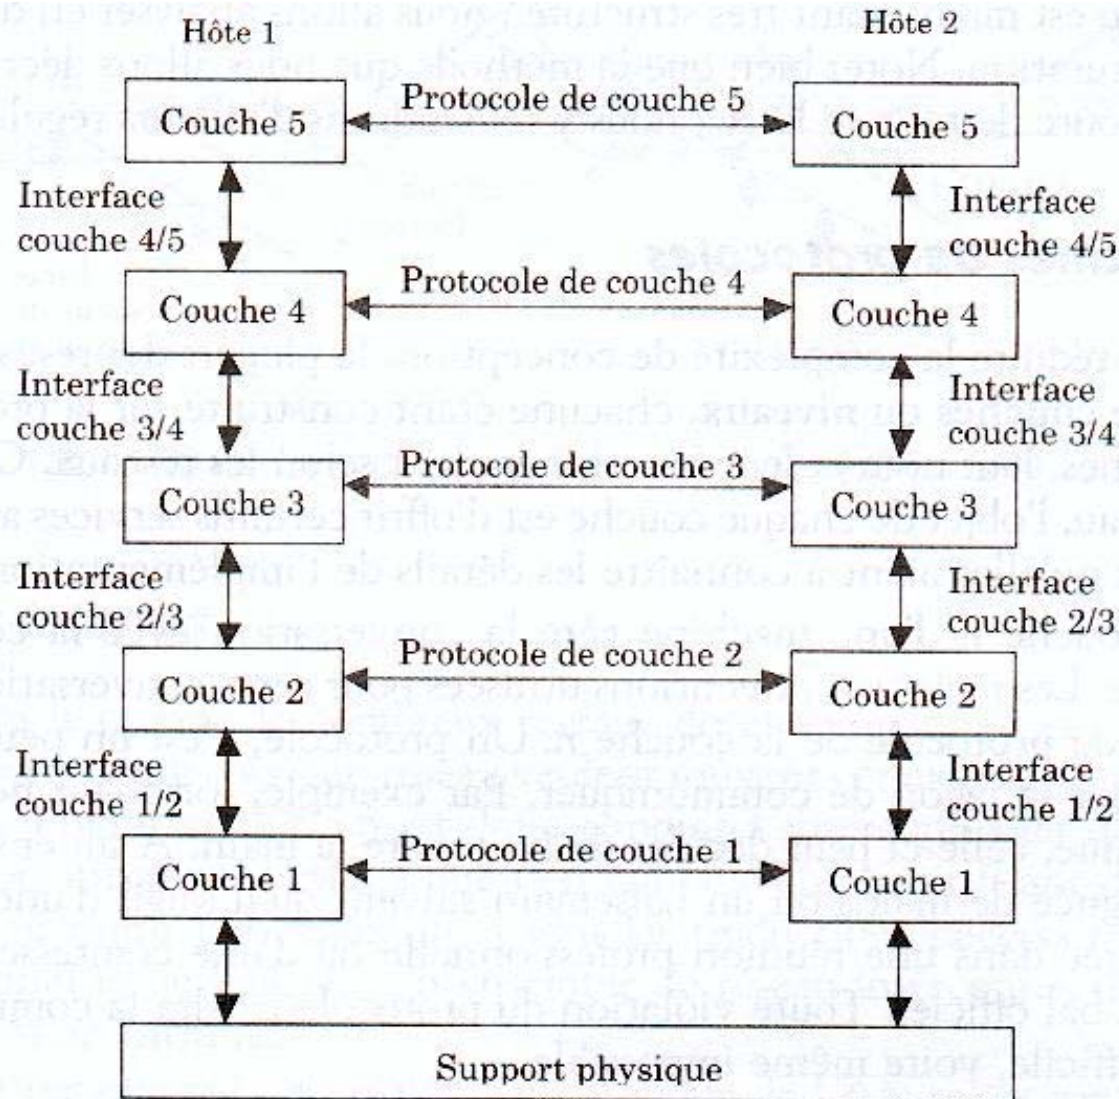 Hôte 1
Hôte 2
Couche 5
Protocole de couche 5
Couche 5
Interface
couche 4/5
Interface
couche 4/5
Couche 4
Protocole de couche 4
Couche 4
Interface
couche 3/4
Interface
couche 3/4
Couche 3
Protocole de couche 3
Couche 3
Interface
couche 2/3
Interface
couche 2/3
Couche 2
Protocole de couche 2
Couche 2
Interface
couche 1/2
Interface
couche 1/2
Couche 1
Protocole de couche 1
Couche 1
Support physique